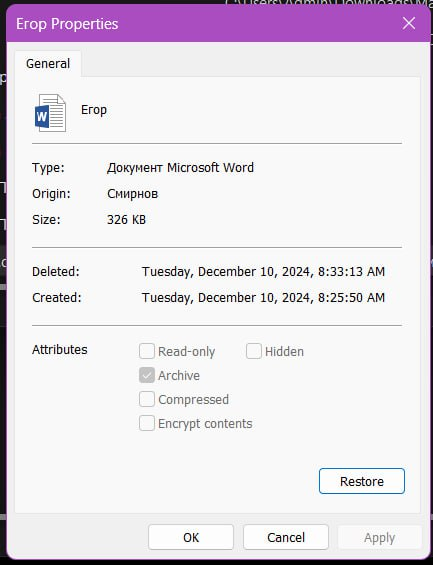 C:\Users\Admin\Downloads\Ma
Егор Properties
General
Егор
Type: Документ Microsoft Word
Origin: Смирнов
Size: 326 KB
Deleted: Tuesday, December 10, 2024, 8:33:13 AM
Created: Tuesday, December 10, 2024, 8:25:50 AM
Attributes
Read-only
Hidden
Archive
Compressed
Encrypt contents
Restore
OK
Cancel
Apply